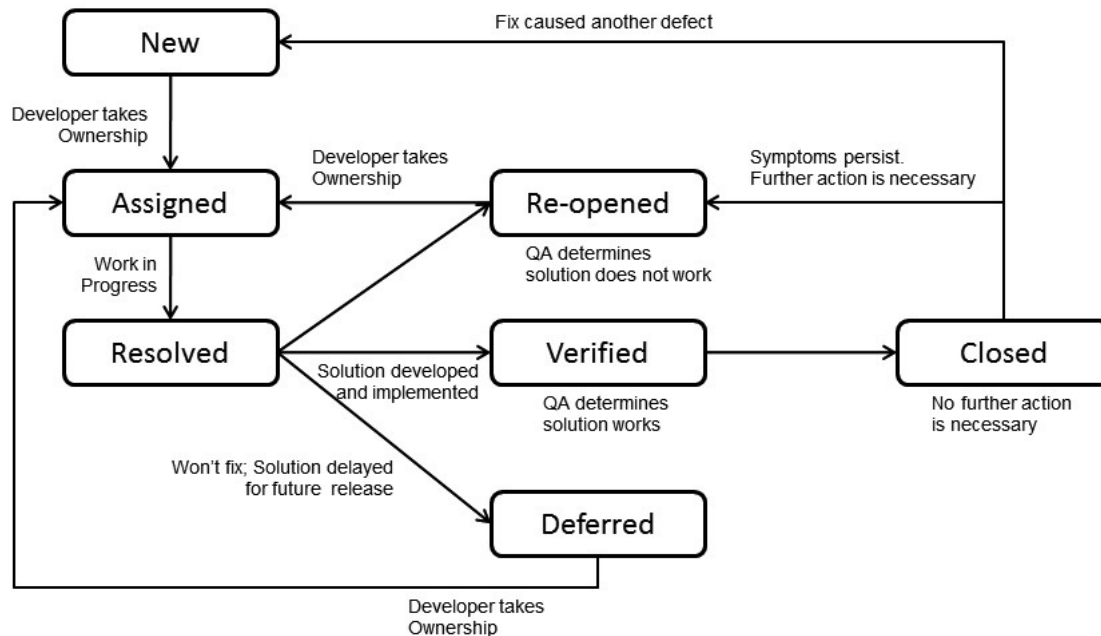 Fix caused another defect
New
Developer takes
Ownership
Developer takes
Ownership
Symptoms persist.
Further action is necessary
Assigned
Re-opened
Work in
Progress
QA determines
solution does not work
Resolved
Verified
Closed
Solution developed
and implemented
QA determines
solution works
No further action
is necessary
Won't fix; Solution delayed
for future release
Deferred
Developer takes
Ownership